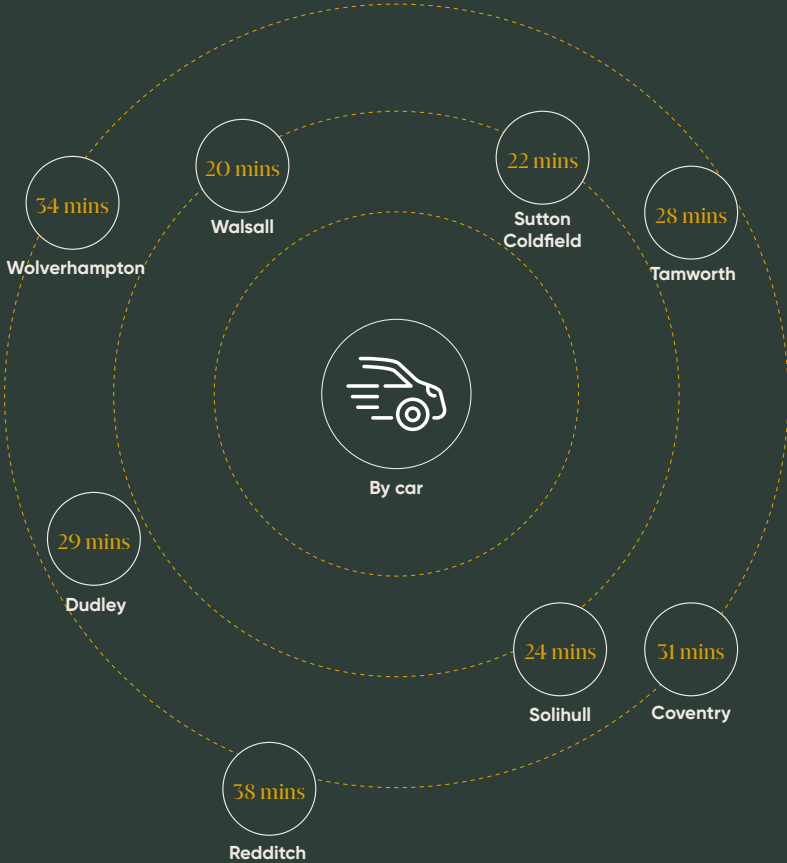 20 mins
Walsall
22 mins
Sutton
Coldfield
34 mins
Wolverhampton
28 mins
Tamworth
By car
29 mins
Dudley
24 mins
Solihull
31 mins
Coventry
38 mins
Redditch